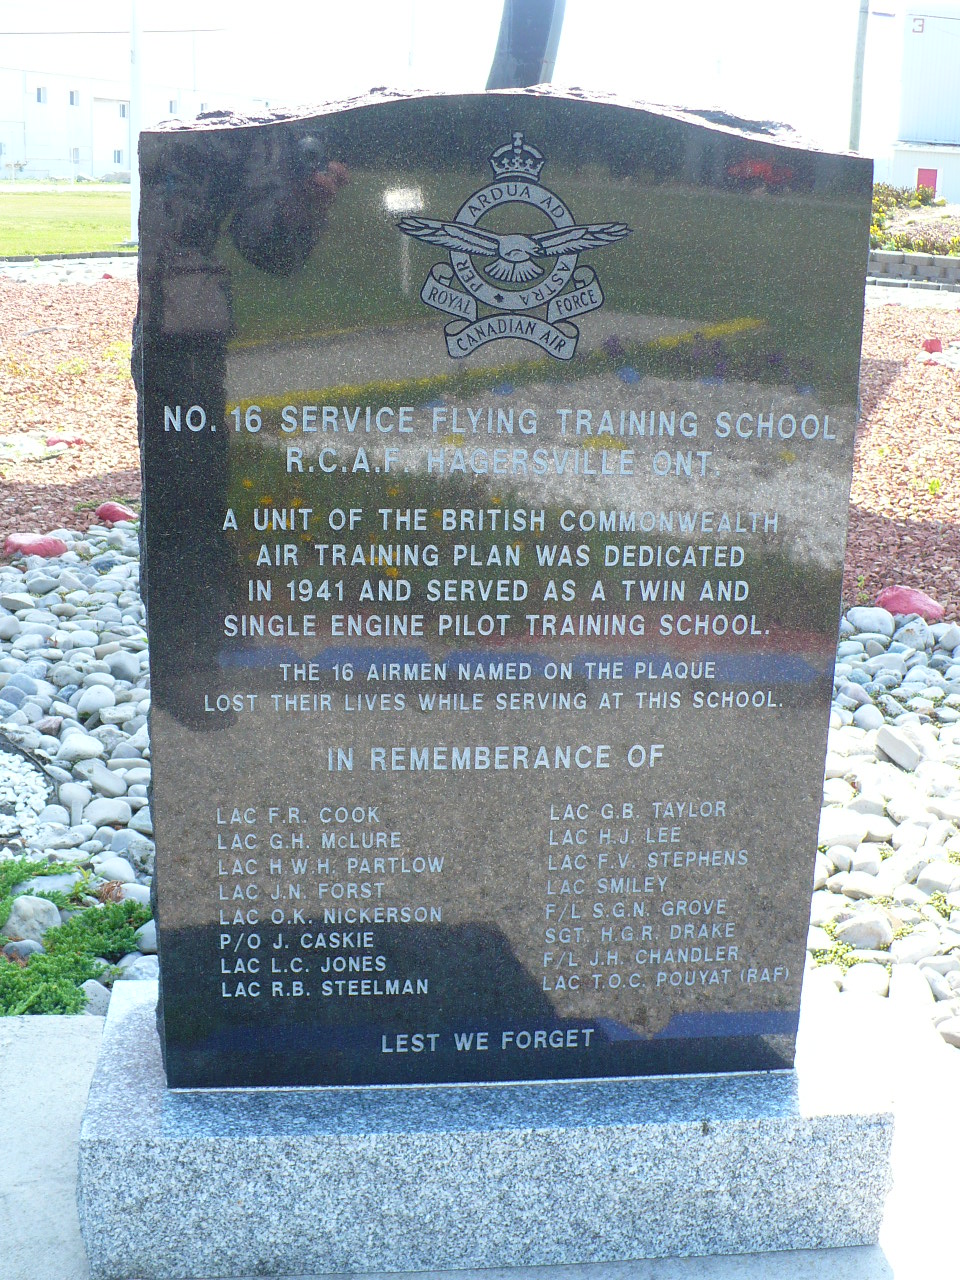 PER ARDUA AD ASTRA
ROYAL CANADIAN AIR FORCE
NO. 16 SERVICE FLYING TRAINING SCHOOL
R.C.A.F. HAGERSVILLE ONT.
A UNIT OF THE BRITISH COMMONWEALTH
AIR TRAINING PLAN WAS DEDICATED
IN 1941 AND SERVED AS A TWIN AND
SINGLE ENGINE PILOT TRAINING SCHOOL.
THE 16 AIRMEN NAMED ON THE PLAQUE
LOST THEIR LIVES WHILE SERVING AT THIS SCHOOL.
IN REMEMBERANCE OF
LAC F.R. COOK
LAC G.H. McLURE
LAC H.W.H. PARTLOW
LAC J.N. FORST
LAC O.K. NICKERSON
P/O J. CASKIE
LAC L.C. JONES
LAC R.B. STEELMAN
LAC G.B. TAYLOR
LAC H.J. LEE
LAC F.V. STEPHENS
LAC SMILEY
F/L S.G.N. GROVE
SGT. H.G.R. DRAKE
F/L J.H. CHANDLER
LAC T.O.C. POUYAT (RAF)
LEST WE FORGET
3